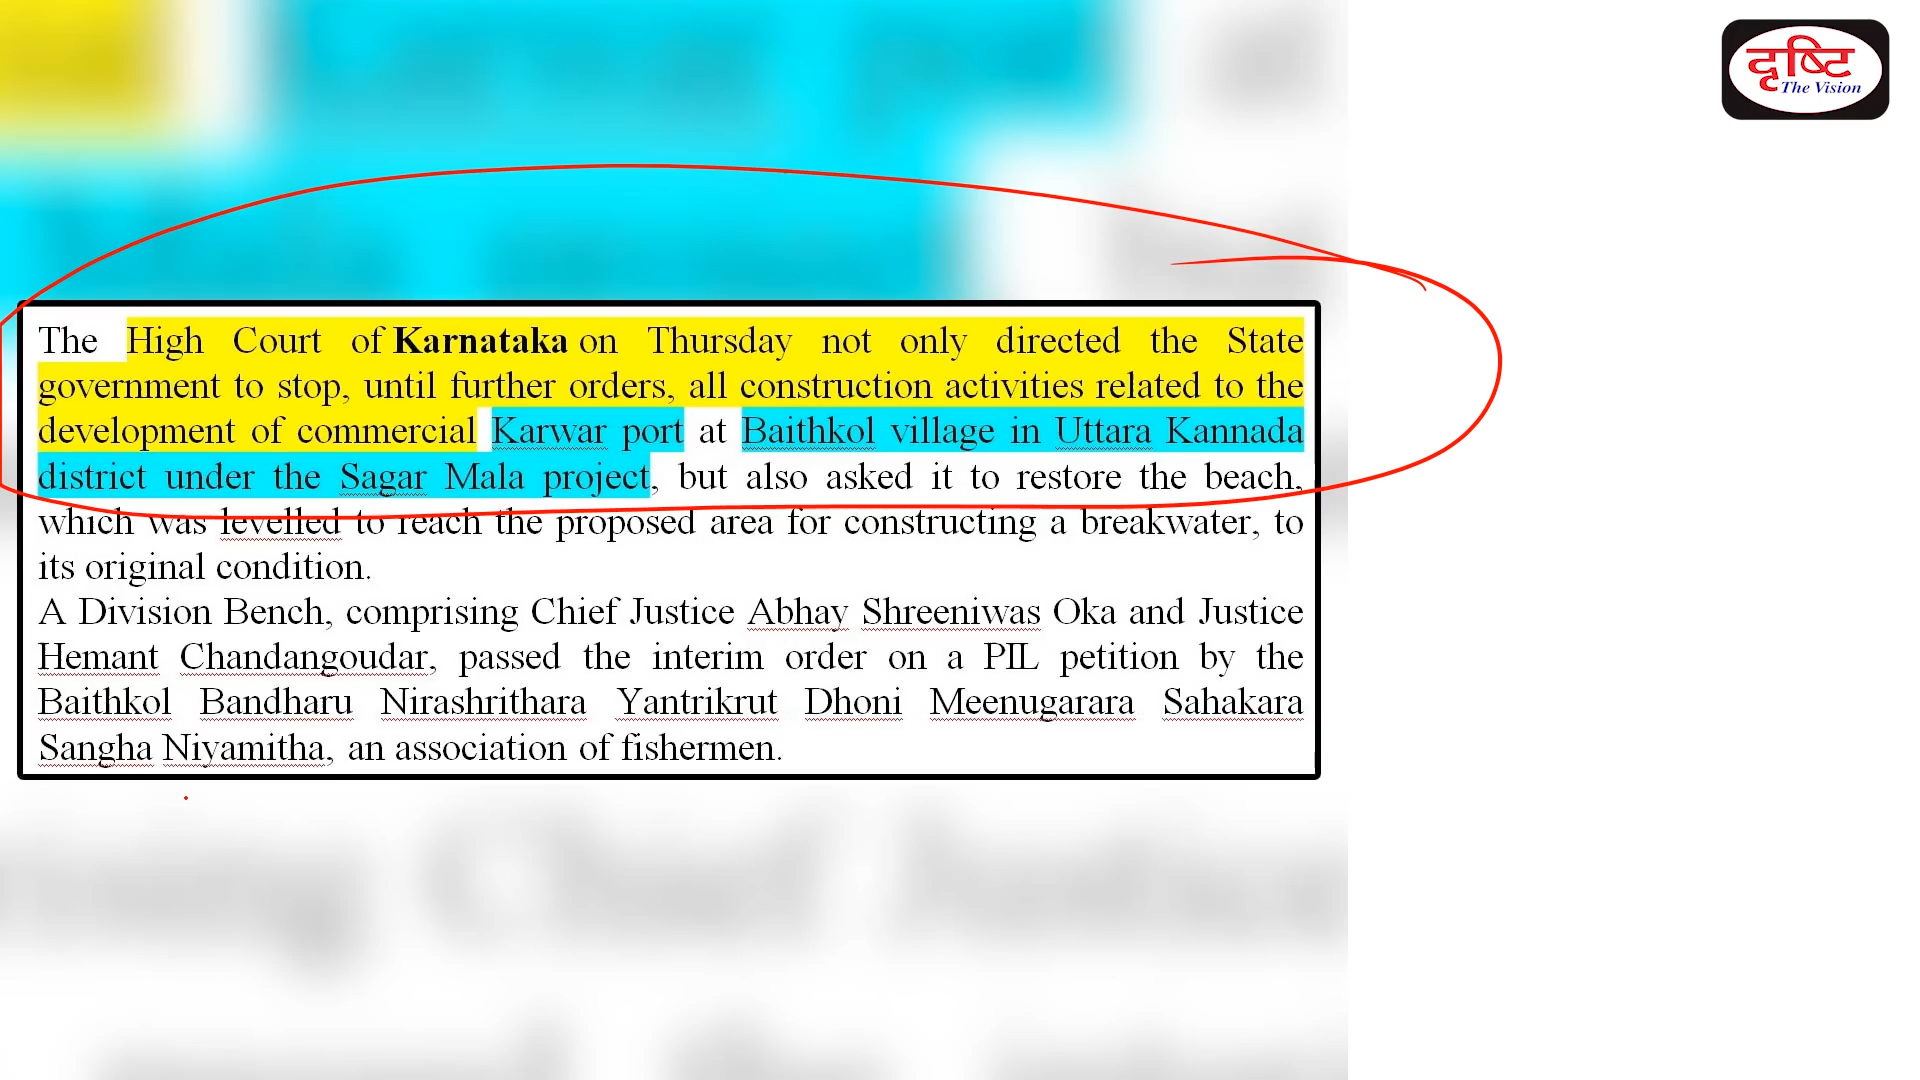 दृष्टि
The Vision
The High Court of Karnataka on Thursday not only directed the State
government to stop, until further orders, all construction activities related to the
development of commercial Karwar port at Baithkol village in Uttara Kannada
district under the Sagar Mala project, but also asked it to restore the beach,
which was levelled to reach the proposed area for constructing a breakwater, to
its original condition.
A Division Bench, comprising Chief Justice Abhay Shreeniwas Oka and Justice
Hemant Chandangoudar, passed the interim order on a PIL petition by the
Baithkol Bandharu Nirashrithara Yantrikrut Dhoni Meenugarara Sahakara
Sangha Niyamitha, an association of fishermen.